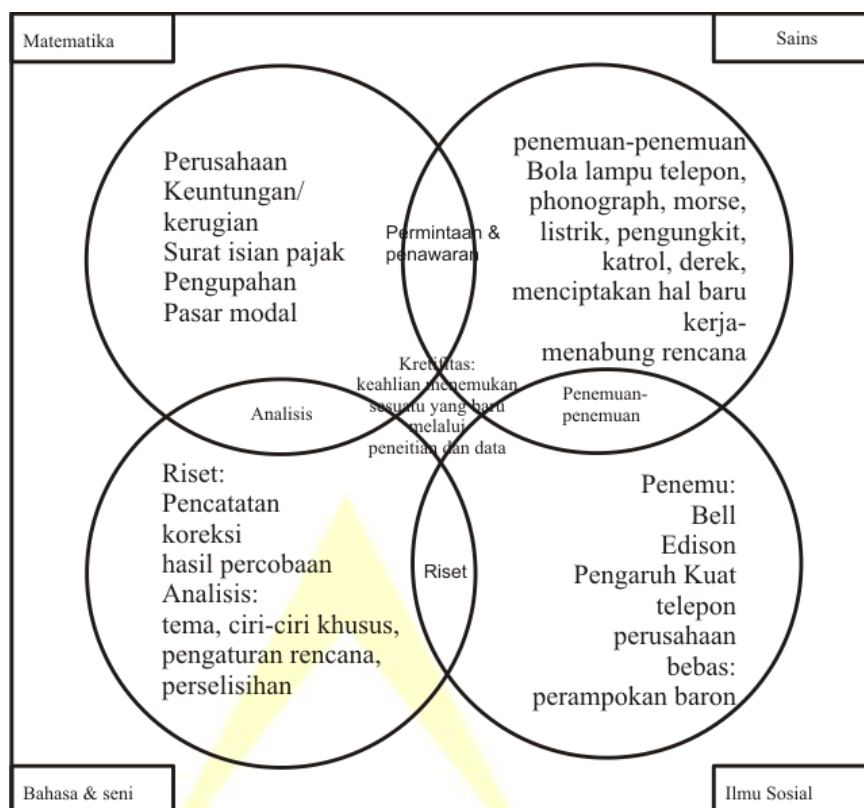 Matematika
Sains
Perusahaan
Keuntungan/
kerugian
Surat isian pajak
Pengupahan
Pasar modal
Permintaan &
penawaran
penemuan-penemuan
Bola lampu telepon,
phonograph, morse,
listrik, pengungkit,
katrol, derek,
menciptakan hal baru
kerja-
menabung rencana
Analisis
Kretifitas:
keahlian menemukan
sesuatu yang baru
melalui
peneitian dan data
Penemuan-
penemuan
Riset:
Pencatatan
koreksi
hasil percobaan
Analisis:
tema, ciri-ciri khusus,
pengaturan rencana,
perselisihan
Riset
Penemu:
Bell
Edison
Pengaruh Kuat
telepon
perusahaan
bebas:
perampokan baron
Bahasa & seni
Ilmu Sosial